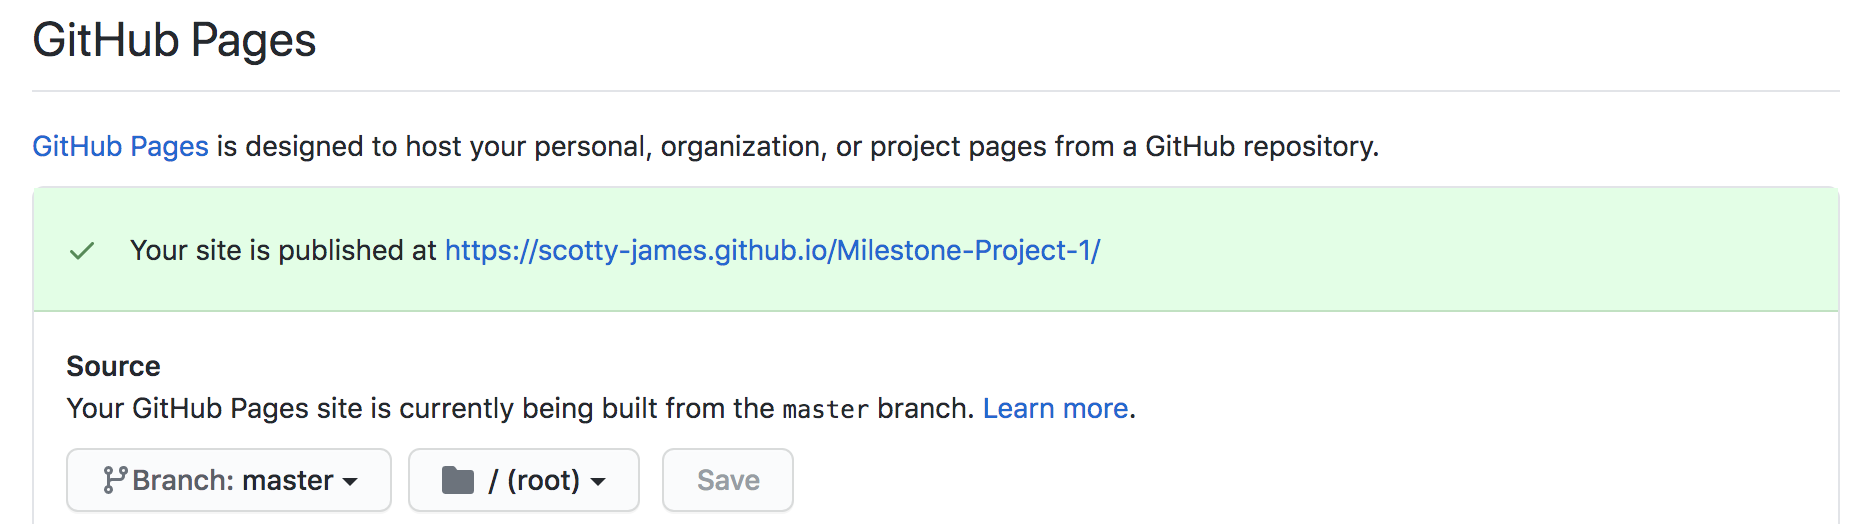 GitHub Pages
GitHub Pages is designed to host your personal, organization, or project pages from a GitHub repository.
Your site is published at https://scotty-james.github.io/Milestone-Project-1/
Source
Your GitHub Pages site is currently being built from the master branch. Learn more.
Branch: master / (root) Save